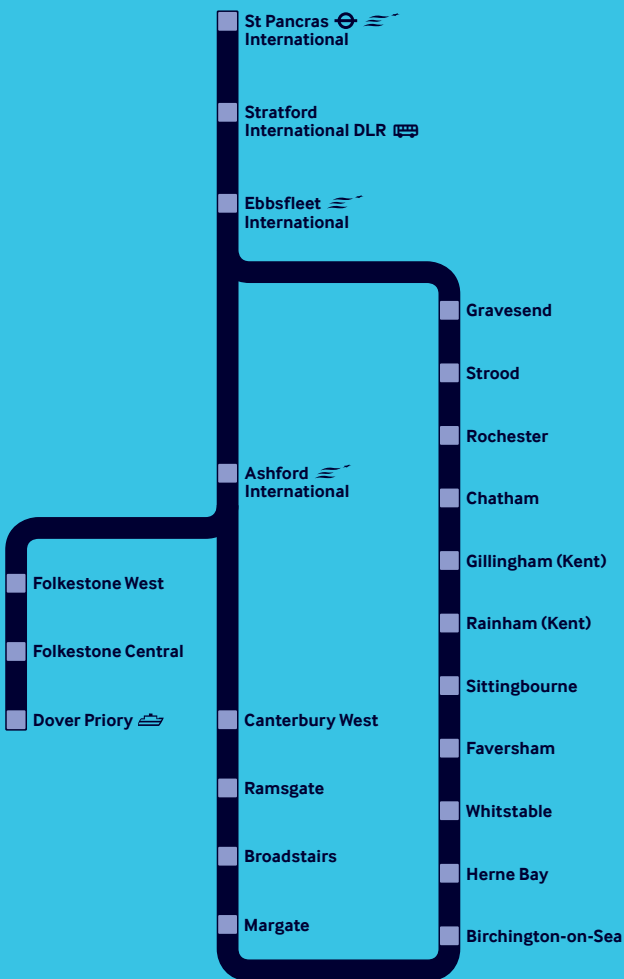 St Pancras
International
Stratford
International DLR
Ebbsfleet
International
Gravesend
Strood
Rochester
Ashford
International
Chatham
Gillingham (Kent)
Folkestone West
Rainham (Kent)
Folkestone Central
Sittingbourne
Dover Priory
Canterbury West
Faversham
Ramsgate
Whitstable
Broadstairs
Herne Bay
Margate
Birchington-on-Sea